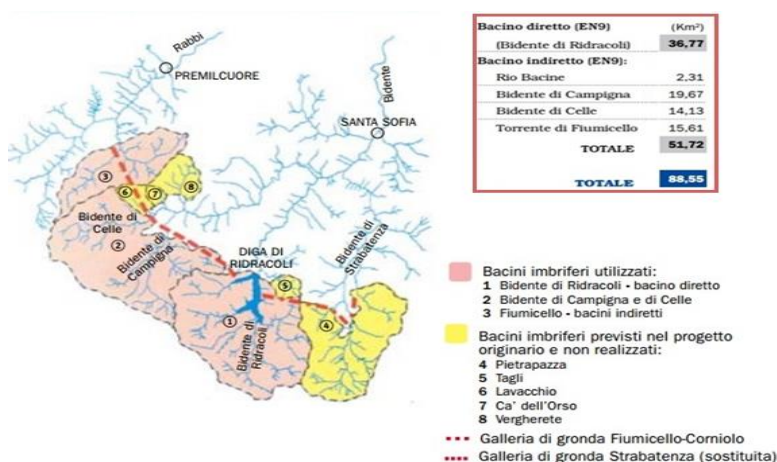 Rabbi
PREMILCUORE
Bidente
SANTA SOFIA
3
6
7
8
Bidente di
Celle
2
Bidente di
Campigna
DIGA DI
RIDRACOLI
Bidente di
Strabatenza
5
1
4
Bidente di
Ridracoli
Bacino diretto (EN9) (Km²)
(Bidente di Ridracoli) 36,77
Bacino indiretto (EN9):
Rio Bacine 2,31
Bidente di Campigna 19,67
Bidente di Celle 14,13
Torrente di Fiumicello 15,61
TOTALE 51,72
TOTALE 88,55
Bacini imbriferi utilizzati:
1 Bidente di Ridracoli - bacino diretto
2 Bidente di Campigna e di Celle
3 Fiumicello - bacini indiretti
Bacini imbriferi previsti nel progetto
originario e non realizzati:
4 Pietrapazza
5 Tagli
6 Lavacchio
7 Ca' dell'Orso
8 Vergherete
Galleria di gronda Fiumicello-Corniolo
Galleria di gronda Strabatenza (sostituita)